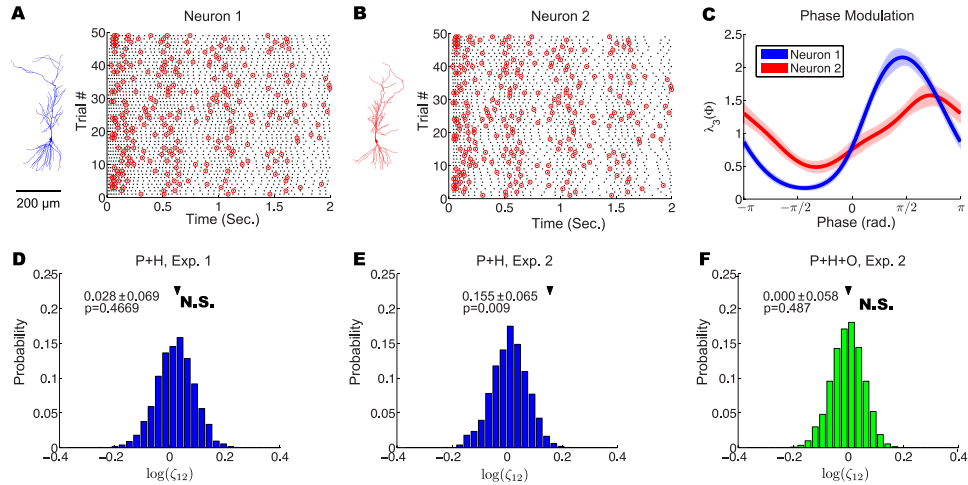 A
Neuron 1
Trial #
50
40
30
20
10
0
0
0.5
1
1.5
2
Time (Sec.)
200 μm
B
Neuron 2
Trial #
50
40
30
20
10
0
0
0.5
1
1.5
2
Time (Sec.)
C
Phase Modulation
Neuron 1
Neuron 2
λ₃(Φ)
2.5
2
1.5
1
0.5
0
−π
−π/2
0
π/2
π
Phase (rad.)
D
P+H, Exp. 1
0.028 ±0.069
p=0.4669
N.S.
Probability
0.25
0.2
0.15
0.1
0.05
0
−0.4
−0.2
0
0.2
0.4
log(ζ₁₂)
E
P+H, Exp. 2
0.155 ±0.065
p=0.009
Probability
0.25
0.2
0.15
0.1
0.05
0
−0.4
−0.2
0
0.2
0.4
log(ζ₁₂)
F
P+H+O, Exp. 2
0.000 ±0.058
p=0.487
N.S.
Probability
0.25
0.2
0.15
0.1
0.05
0
−0.4
−0.2
0
0.2
0.4
log(ζ₁₂)